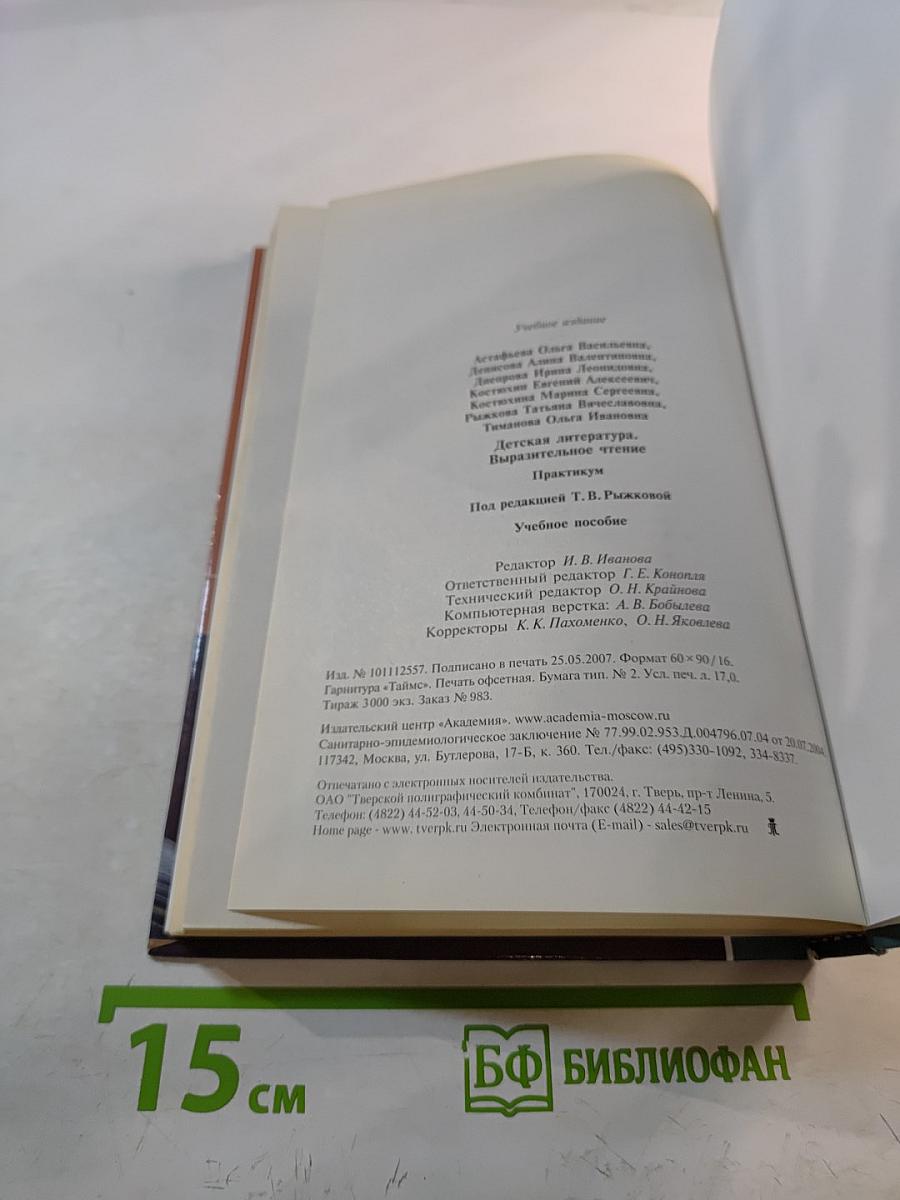 Учебное издание
Астафьева Ольга Васильевна,
Денисова Алина Валентиновна,
Днепрова Ирина Леонидовна,
Костюхин Евгений Алексеевич,
Костюхина Марина Сергеевна,
Рыжкова Татьяна Вячеславовна,
Тиманова Ольга Ивановна
Детская литература.
Выразительное чтение
Практикум
Под редакцией Т. В. Рыжковой
Учебное пособие
Редактор И. В. Иванова
Ответственный редактор Г. Е. Конопля
Технический редактор О. Н. Крайнова
Компьютерная верстка: А. В. Бобылева
Корректоры К. К. Пахоменко, О. Н. Яковлева
Изд. № 101112557. Подписано в печать 25.05.2007. Формат 60 × 90 / 16.
Гарнитура «Таймс». Печать офсетная. Бумага тип. № 2. Усл. печ. л. 17,0.
Тираж 3 000 экз. Заказ № 983.
Издательский центр «Академия». www.academia-moscow.ru
Санитарно-эпидемиологическое заключение № 77.99.02.953.Д.004796.07.04 от 20.07.2004.
117342, Москва, ул. Бутлерова, 17-Б, к. 360. Тел./факс: (495)330-1092, 334-8337.
Отпечатано с электронных носителей издательства.
ОАО "Тверской полиграфический комбинат", 170024, г. Тверь, пр-т Ленина, 5.
Телефон: (4822) 44-52-03, 44-50-34, Телефон/факс (4822) 44-42-15
Home page - www. tverpk.ru Электронная почта (E-mail) - sales@tverpk.ru
15 см
БФ БИБЛИОФАН